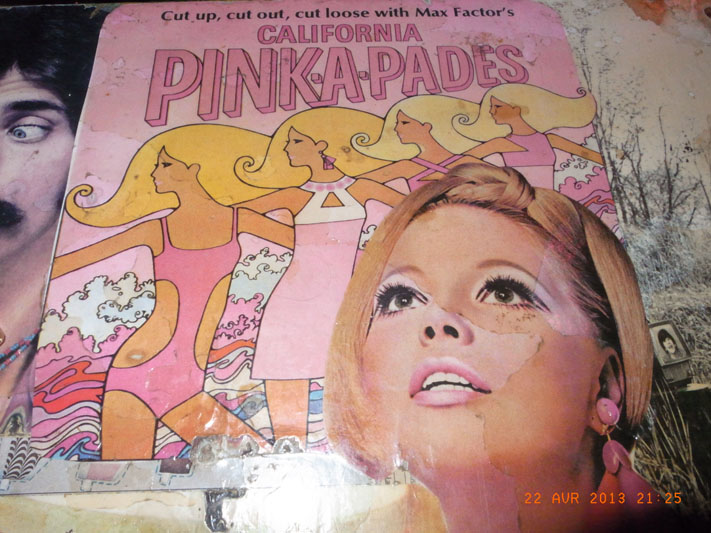 Cut up, cut out, cut loose with Max Factor's
CALIFORNIA
PINK·A·PADES
22 AVR 2013 21:25